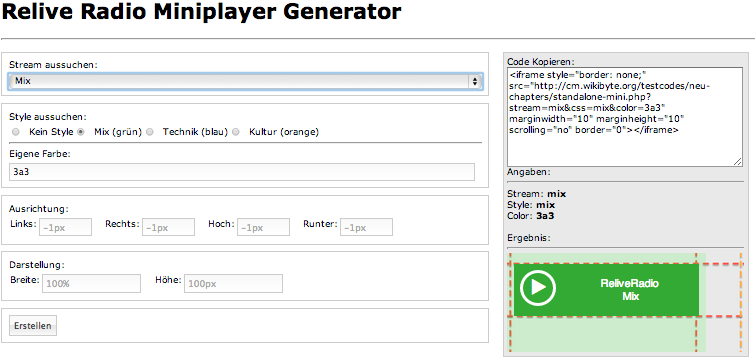 Relive Radio Miniplayer Generator
Stream aussuchen:
Mix
Style aussuchen:
Kein Style Mix (grün) Technik (blau) Kultur (orange)
Eigene Farbe:
3a3
Ausrichtung:
Links: -1px Rechts: -1px Hoch: -1px Runter: -1px
Darstellung:
Breite: 100% Höhe: 100px
Erstellen
Code Kopieren:
<iframe style="border: none;"
src="http://cm.wikibyte.org/testcodes/neu-
chapters/standalone-mini.php?
stream=mix&css=mix&color=3a3"
marginwidth="10" marginheight="10"
scrolling="no" border="0"></iframe>
Angaben:
Stream: mix
Style: mix
Color: 3a3
Ergebnis:
ReliveRadio
Mix